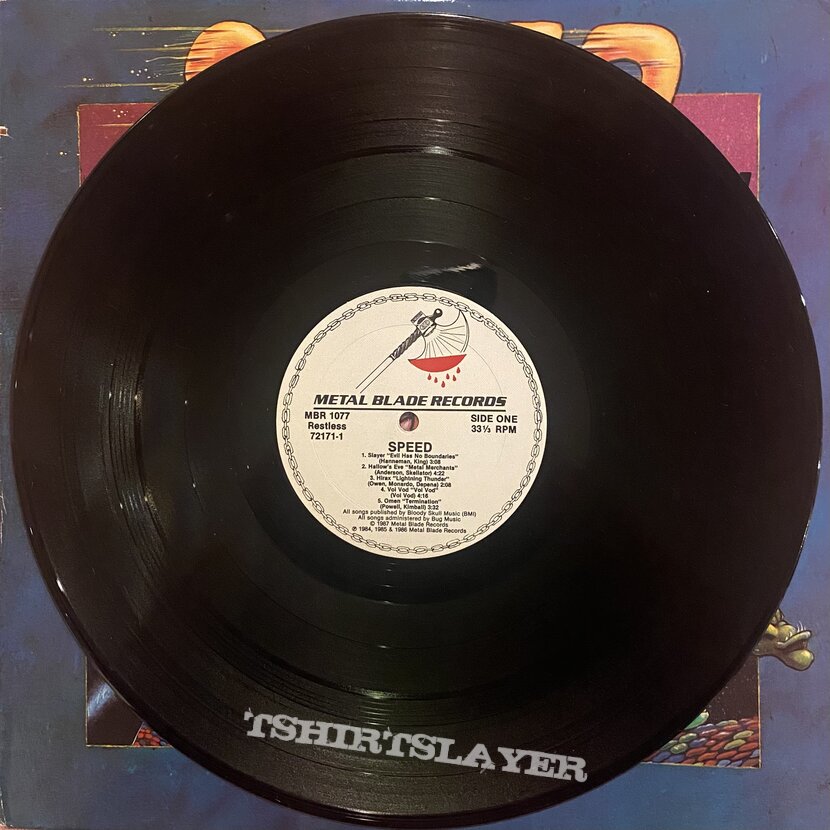 METAL BLADE RECORDS
MBR 1077
Restless
72171-1
SIDE ONE
33⅓ RPM
SPEED
1. Slayer "Evil Has No Boundaries"
(Hanneman, King) 3:08
2. Hallow's Eve "Metal Merchants"
(Anderson, Skellator) 4:22
3. Hirax "Lightning Thunder"
(Owen, Monardo, Depena) 2:08
4. Voi Vod "Voi Vod"
(Voi Vod) 4:16
5. Omen "Termination"
(Powell, Kimball) 3:32
All songs published by Bloody Skull Music (BMI)
All songs administered by Bug Music
© 1987 Metal Blade Records
℗ 1984, 1985 & 1986 Metal Blade Records
TSHIRTSLAYER